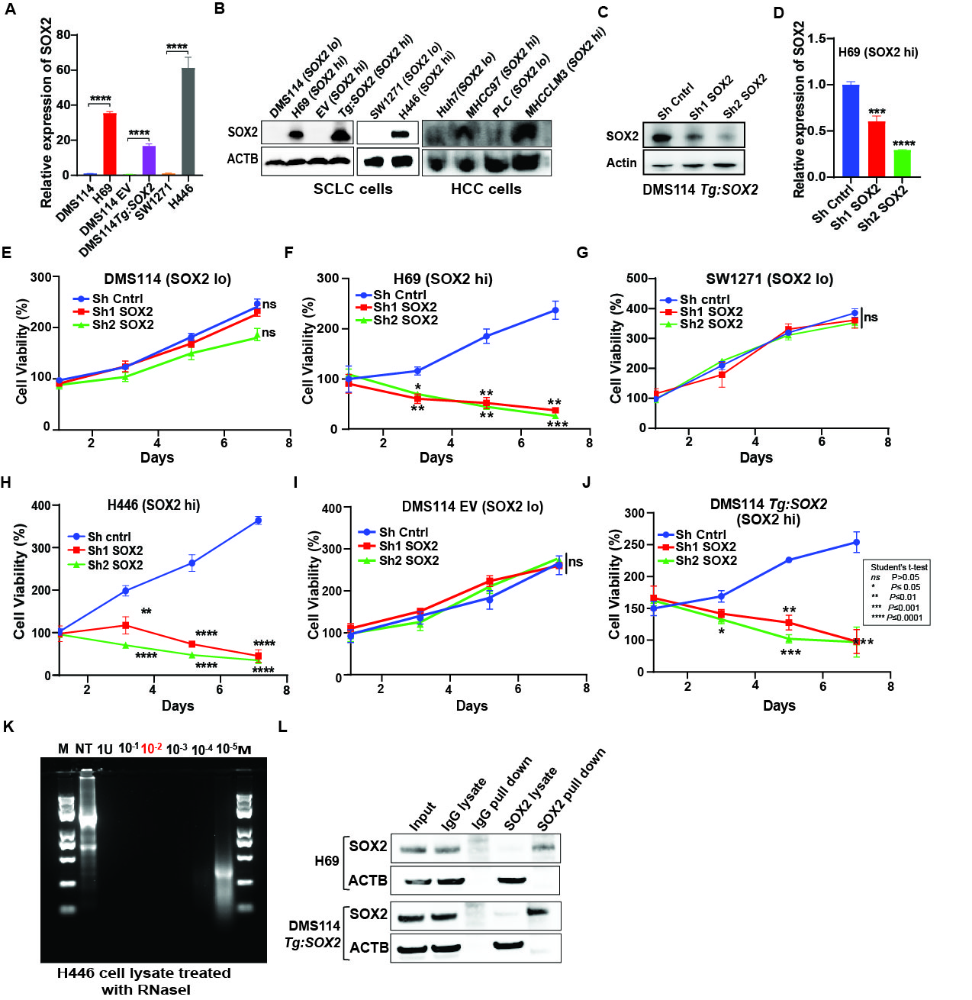 A
Relative expression of SOX2
80
60
40
20
0
****
****
****
DMS114
H69
DMS114 EV
DMS114Tg:SOX2
SW1271
H446
B
DMS114 (SOX2 lo)
H69 (SOX2 hi)
EV (SOX2 hi)
Tg:SOX2 (SOX2 hi)
SW1271 (SOX2 lo)
H446 (SOX2 hi)
Huh7(SOX2 lo)
MHCC97 (SOX2 hi)
PLC (SOX2 lo)
MHCCLM3 (SOX2 hi)
SOX2
ACTB
SCLC cells
HCC cells
C
Sh Cntrl
Sh1 SOX2
Sh2 SOX2
SOX2
Actin
DMS114 Tg:SOX2
D
Relative expression of SOX2
1.5
1.0
0.5
0.0
H69 (SOX2 hi)
***
****
Sh Cntrl
Sh1 SOX2
Sh2 SOX2
E
DMS114 (SOX2 lo)
Cell Viability (%)
300
200
100
0
Sh Cntrl
Sh1 SOX2
Sh2 SOX2
ns
ns
2 4 6 8
Days
F
H69 (SOX2 hi)
Cell Viability (%)
300
200
100
0
Sh Cntrl
Sh1 SOX2
Sh2 SOX2
* ** **
** ** ***
2 4 6 8
Days
G
SW1271 (SOX2 lo)
Cell Viability (%)
500
400
300
200
100
0
Sh cntrl
Sh1 SOX2
Sh2 SOX2
ns
2 4 6 8
Days
H
H446 (SOX2 hi)
Cell Viability (%)
400
300
200
100
0
Sh cntrl
Sh1 SOX2
Sh2 SOX2
** **** ****
**** **** ****
2 4 6 8
Days
I
DMS114 EV (SOX2 lo)
Cell Viability (%)
400
300
200
100
0
Sh Cntrl
Sh1 SOX2
Sh2 SOX2
ns
2 4 6 8
Days
J
DMS114 Tg:SOX2
(SOX2 hi)
Cell Viability (%)
300
250
200
150
100
50
0
Sh Cntrl
Sh1 SOX2
Sh2 SOX2
**
* ***
2 4 6 8
Days
Student's t-test
ns P>0.05
* P≤ 0.05
** P≤0.01
*** P≤0.001
**** P≤0.0001
K
M NT 1U 10-1 10-2 10-3 10-4 10-5 M
H446 cell lysate treated
with RNaseI
L
Input
IgG lysate
IgG pull down
SOX2 lysate
SOX2 pull down
H69
SOX2
ACTB
DMS114
Tg:SOX2
SOX2
ACTB